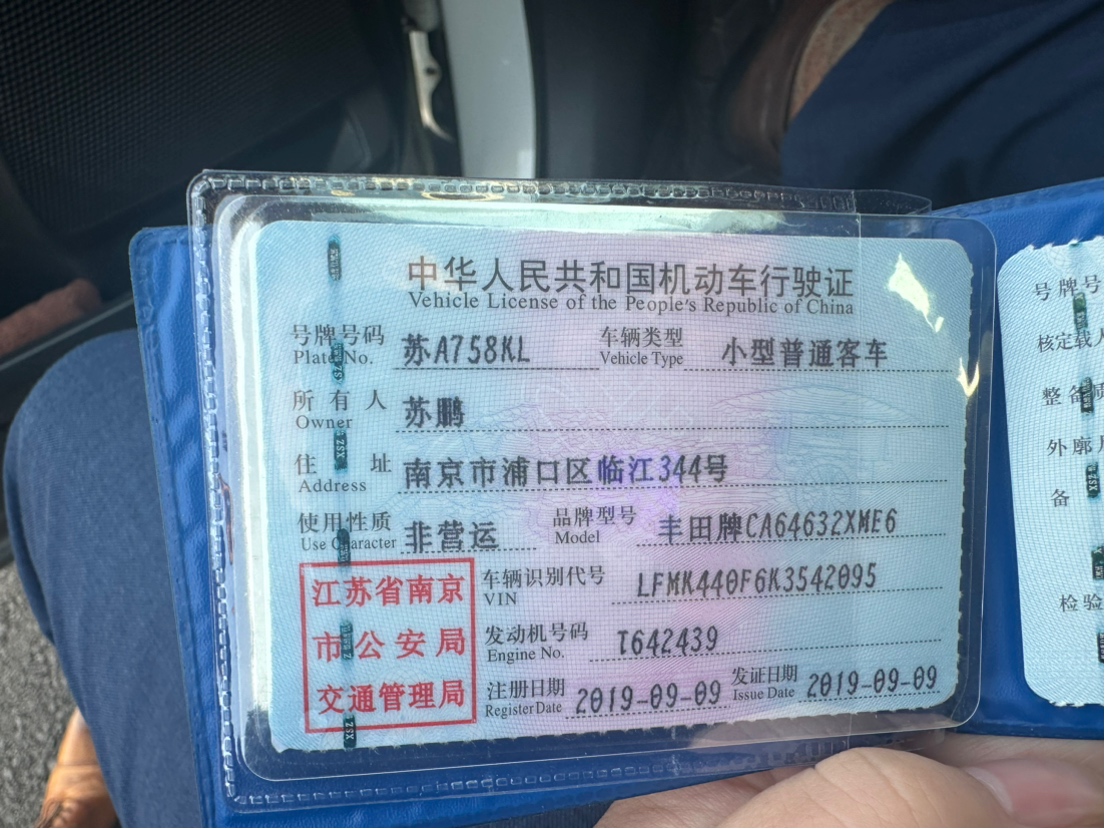 中华人民共和国机动车行驶证
Vehicle License of the People's Republic of China
号牌号码 苏A758KL 车辆类型 小型普通客车
Plate No. Vehicle Type
所有人 苏鹏
Owner
住址 南京市浦口区临江344号
Address
使用性质 非营运 品牌型号 丰田牌CA64632XME6
Use Character Model
江苏省南京
市公安局
交通管理局
车辆识别代号 LFMK440F6K3542095
VIN
发动机号码 T642439
Engine No.
注册日期 2019-09-09 发证日期 2019-09-09
Register Date Issue Date
号牌号
核定载人
整备质
外廓尺
备
检验